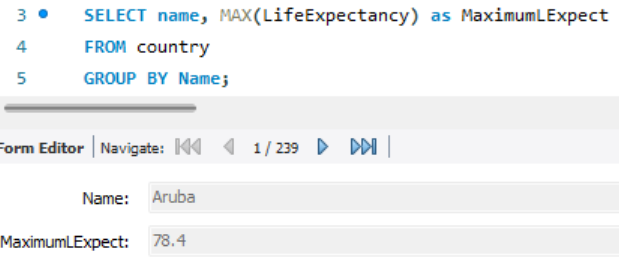 3 SELECT name, MAX(LifeExpectancy) as MaximumLExpect
4 FROM country
5 GROUP BY Name;
Form Editor Navigate: 1 / 239
Name: Aruba
MaximumLExpect: 78.4